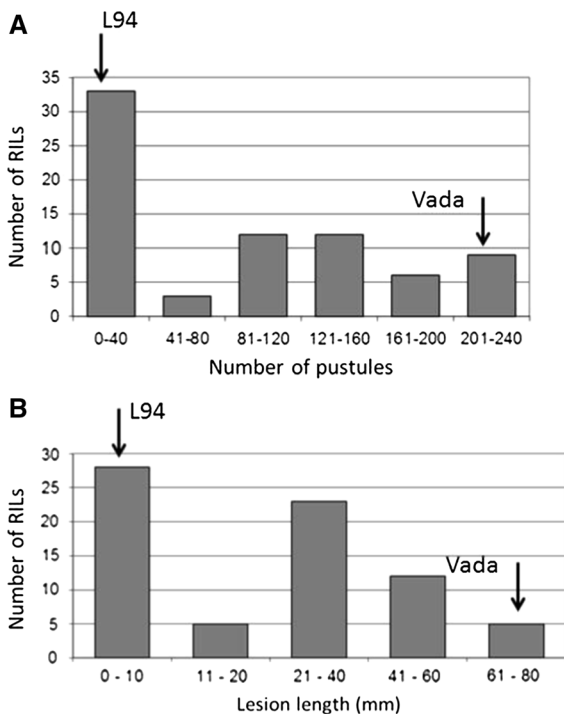 A
L94
35
30
25
20
15
10
5
0
Number of RILs
Vada
0-40 41-80 81-120 121-160 161-200 201-240
Number of pustules
B
L94
30
25
20
15
10
5
0
Number of RILs
Vada
0 - 10 11 - 20 21 - 40 41 - 60 61 - 80
Lesion length (mm)